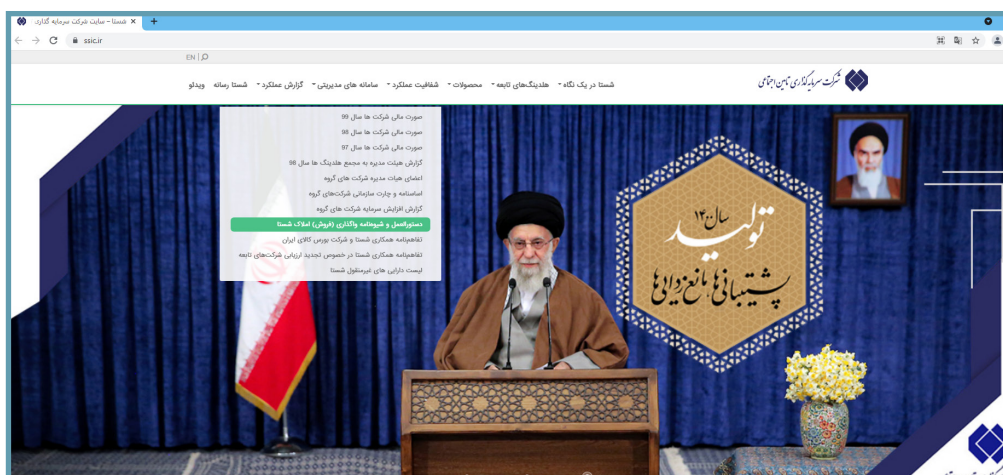 شستا - سایت شرکت سرمایه گذاری
ssic.ir
EN
شرکت سرمایه‌گذاری تامین اجتماعی
شستا در یک نگاه هلدینگ‌های تابعه محصولات شفافیت عملکرد سامانه های مدیریتی گزارش عملکرد شستا رسانه ویدئو
صورت مالی شرکت ها سال 99
صورت مالی شرکت ها سال 98
صورت مالی شرکت ها سال 97
گزارش هیئت مدیره به مجمع هلدینگ ها سال 98
اعضای هیات مدیره شرکت های گروه
اساسنامه و چارت سازمانی شرکت‌های گروه
گزارش افزایش سرمایه شرکت های گروه
دستورالعمل و شیوه‌نامه واگذاری (فروش) املاک شستا
تفاهم‌نامه همکاری شستا و شرکت بورس کالای ایران
تفاهم‌نامه همکاری شستا در خصوص تجدید ارزیابی شرکت‌های تابعه
لیست دارایی های غیرمنقول شستا
سال ۱۴۰۰
تولید
پشتیبانی‌ها مانع‌زدایی‌ها